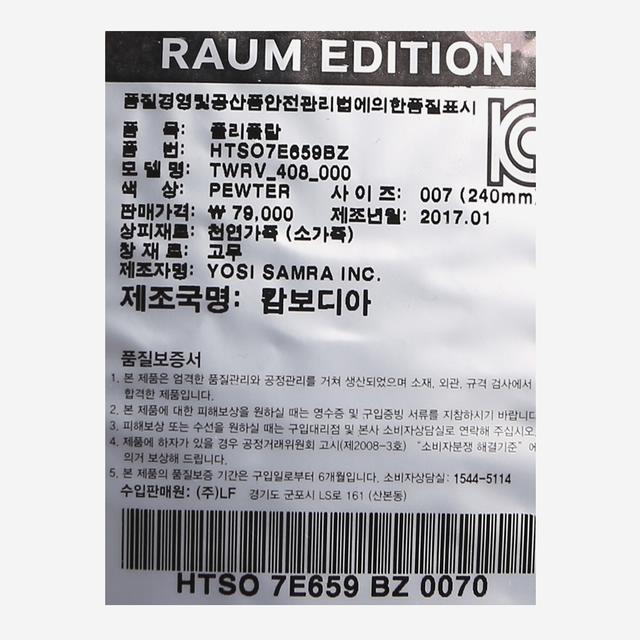 RAUM EDITION
품질경영및공산품안전관리법에의한품질표시
품 목: 플리플랍
품 번: HTSO7E659BZ
모 델 명: TWRV_408_000
색 상: PEWTER 사 이 즈: 007 (240mm)
판매가격: ₩ 79,000 제조년월: 2017.01
상피재료: 천연가죽 (소가죽)
창 재 료: 고무
제조자명: YOSI SAMRA INC.
제조국명: 캄보디아
품질보증서
1. 본 제품은 엄격한 품질관리와 공정관리를 거쳐 생산되었으며 소재, 외관, 규격 검사에서
합격한 제품입니다.
2. 본 제품에 대한 피해보상을 원하실 때는 영수증 및 구입증빙 서류를 지참하시기 바랍니다
3. 피해보상 또는 수선을 원하실 때는 구입대리점 및 본사 소비자상담실로 연락해 주십시오.
4. 제품에 하자가 있을 경우 공정거래위원회 고시(제2008-3호) "소비자분쟁 해결기준" 에
의거 보상해 드립니다.
5. 본 제품의 품질보증 기간은 구입일로부터 6개월입니다. 소비자상담실: 1544-5114
수입판매원 : (주)LF 경기도 군포시 LS로 161 (산본동)
HTSO 7E659 BZ 0070